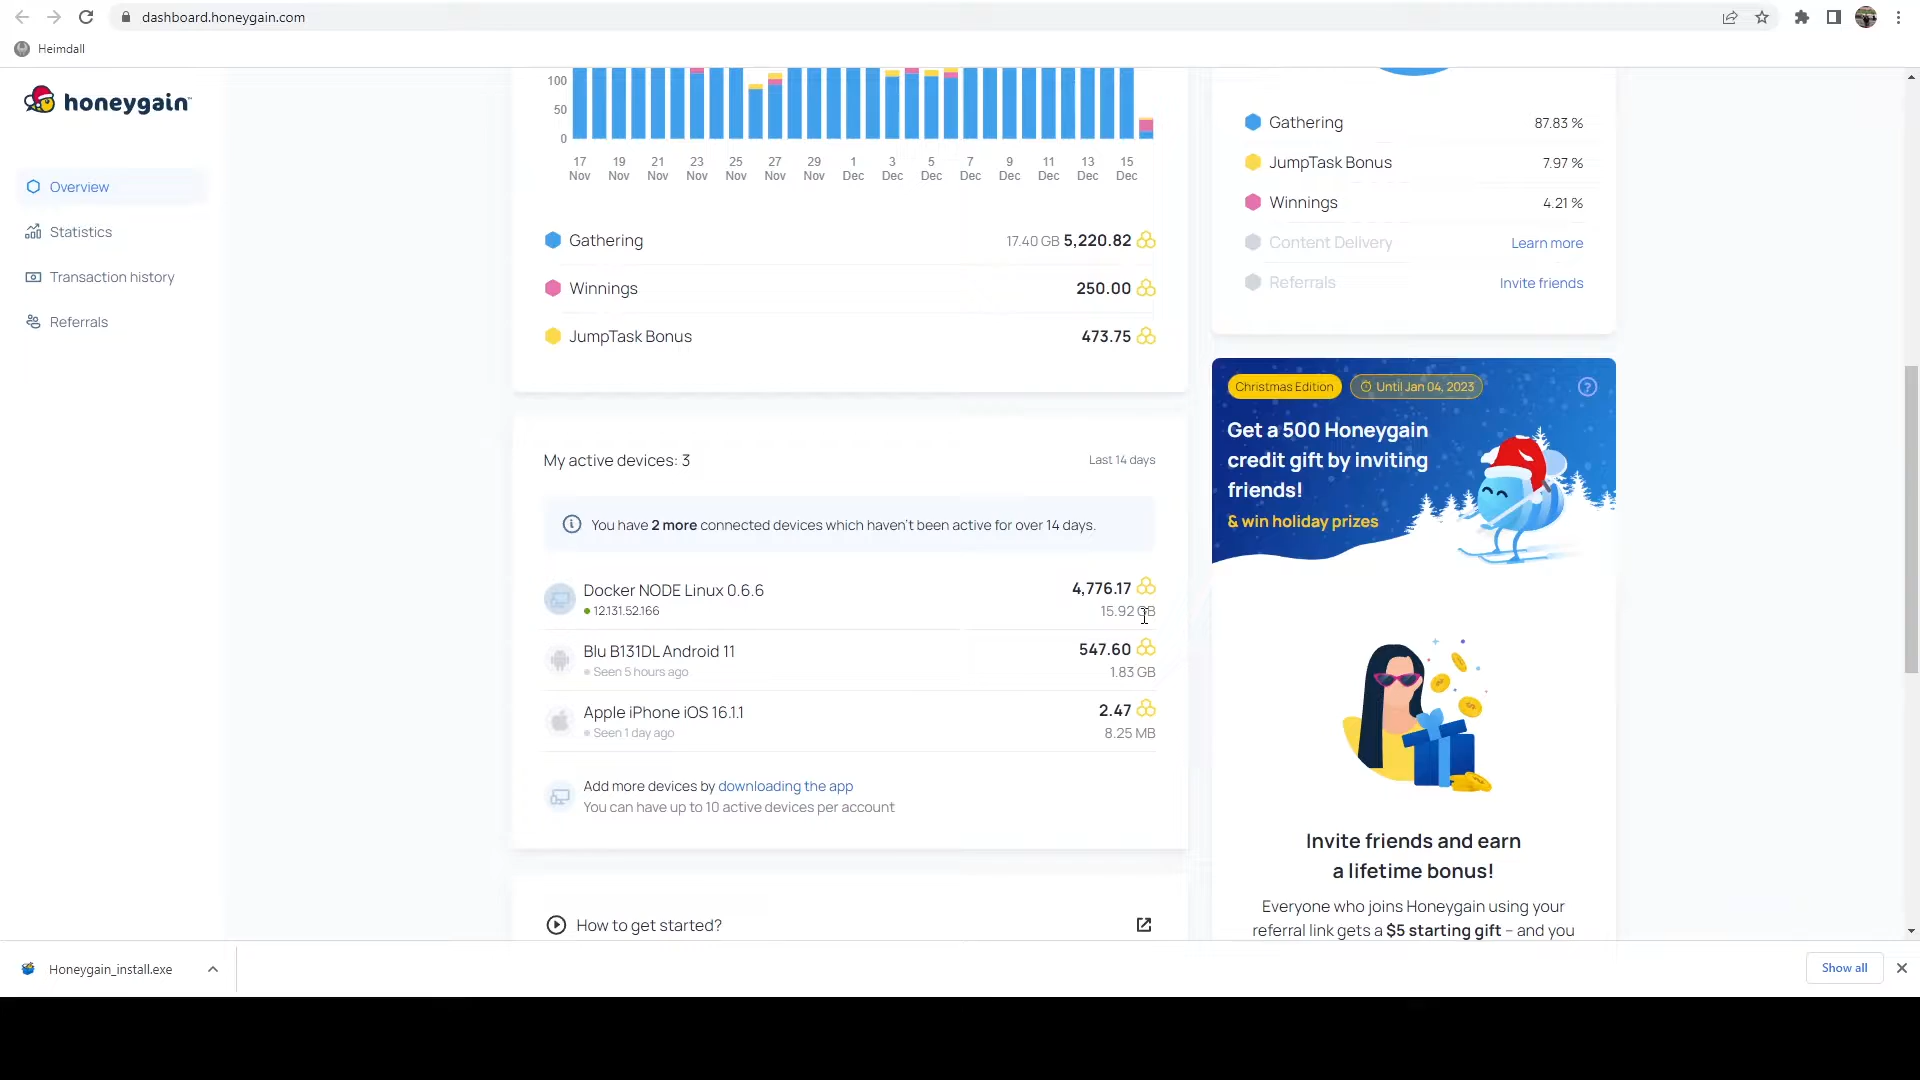 dashboard.honeygain.com
Heimdall
honeygain
Overview
Statistics
Transaction history
Referrals
100
50
0
17 19 21 23 25 27 29 1 3 5 7 9 11 13 15
Nov Nov Nov Nov Nov Nov Nov Dec Dec Dec Dec Dec Dec Dec Dec
Gathering 17.40 GB 5,220.82
Winnings 250.00
JumpTask Bonus 473.75
My active devices: 3 Last 14 days
You have 2 more connected devices which haven't been active for over 14 days.
Docker NODE Linux 0.6.6 4,776.17
12.131.52.166 15.92 GB
Blu B131DL Android 11 547.60
Seen 5 hours ago 1.83 GB
Apple iPhone iOS 16.1.1 2.47
Seen 1 day ago 8.25 MB
Add more devices by downloading the app
You can have up to 10 active devices per account
How to get started?
Gathering 87.83 %
JumpTask Bonus 7.97 %
Winnings 4.21 %
Content Delivery Learn more
Referrals Invite friends
Christmas Edition Until Jan 04, 2023 ?
Get a 500 Honeygain
credit gift by inviting
friends!
& win holiday prizes
Invite friends and earn
a lifetime bonus!
Everyone who joins Honeygain using your
referral link gets a $5 starting gift – and you
Honeygain_install.exe
Show all